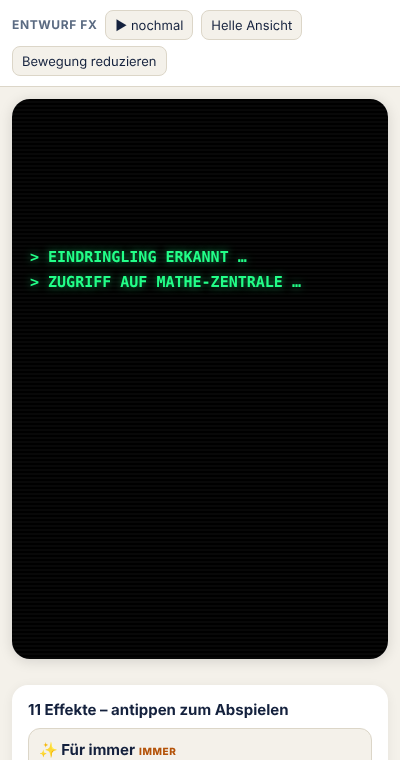 ENTWURF FX ▶ nochmal Helle Ansicht
Bewegung reduzieren
> EINDRINGLING ERKANNT …
> ZUGRIFF AUF MATHE-ZENTRALE …
11 Effekte – antippen zum Abspielen
✨ Für immer IMMER